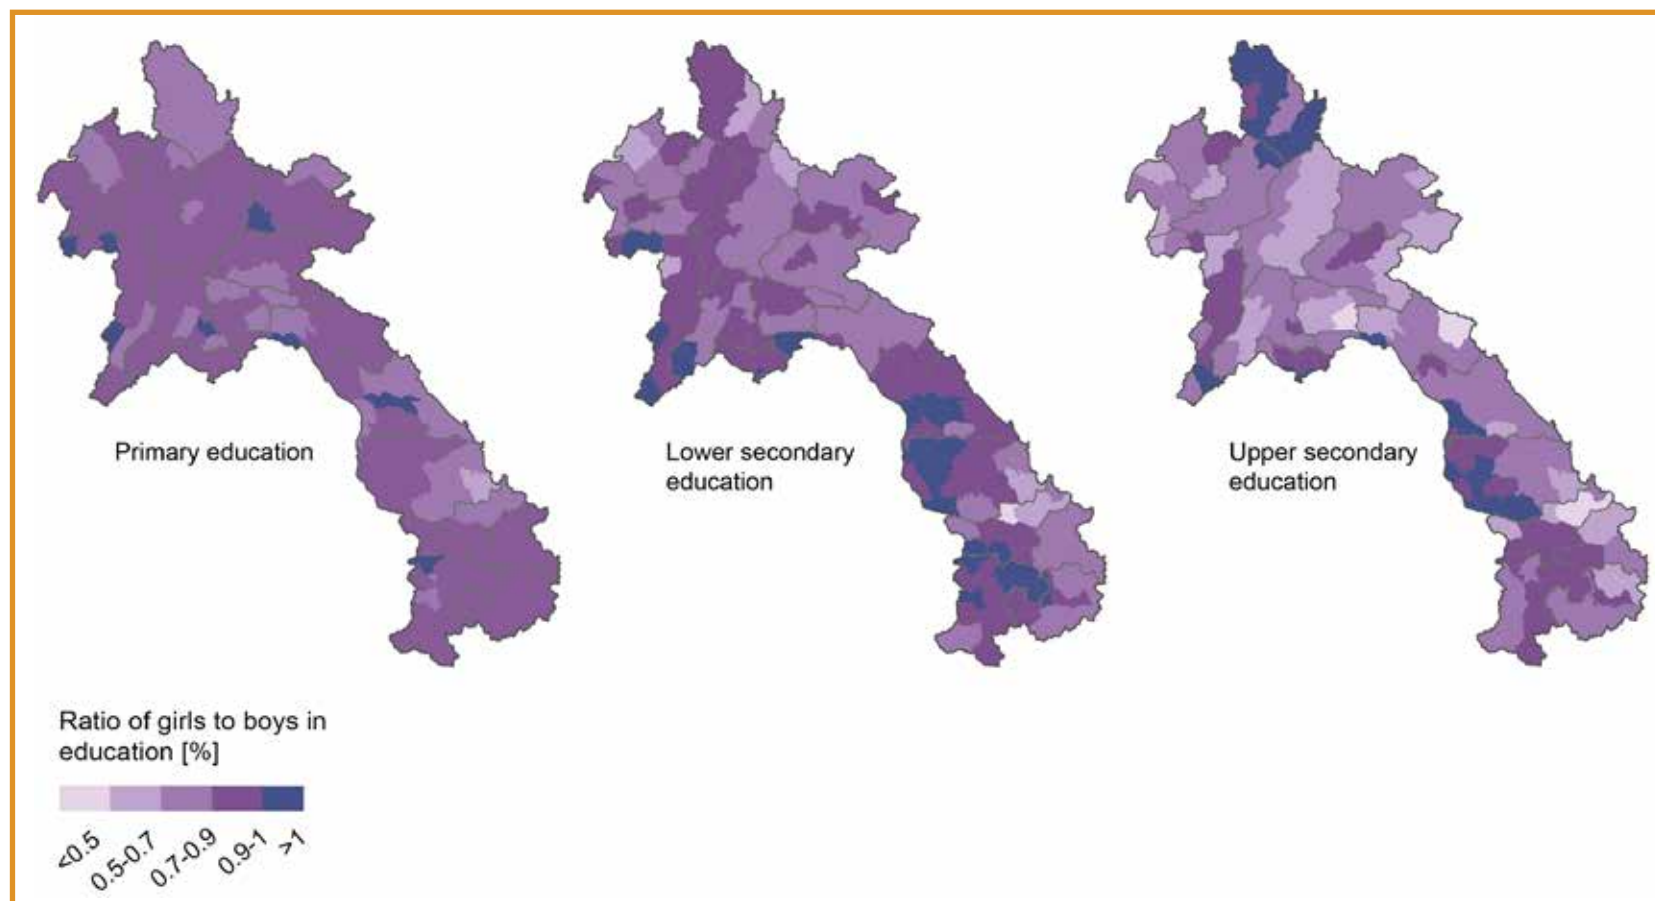 Primary education
Lower secondary
education
Upper secondary
education
Ratio of girls to boys in
education [%]
<0.5
0.5-0.7
0.7-0.9
0.9-1
>1